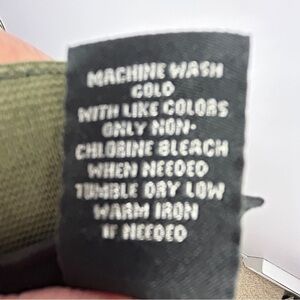 MACHINE WASH
COLD
WITH LIKE COLORS
ONLY NON-
CHLORINE BLEACH
WHEN NEEDED
TUMBLE DRY LOW
WARM IRON
IF NEEDED